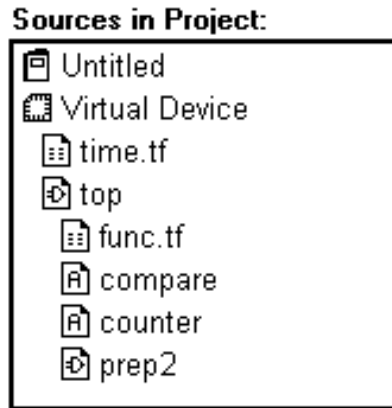 Sources in Project:
Untitled
Virtual Device
time.tf
top
func.tf
compare
counter
prep2